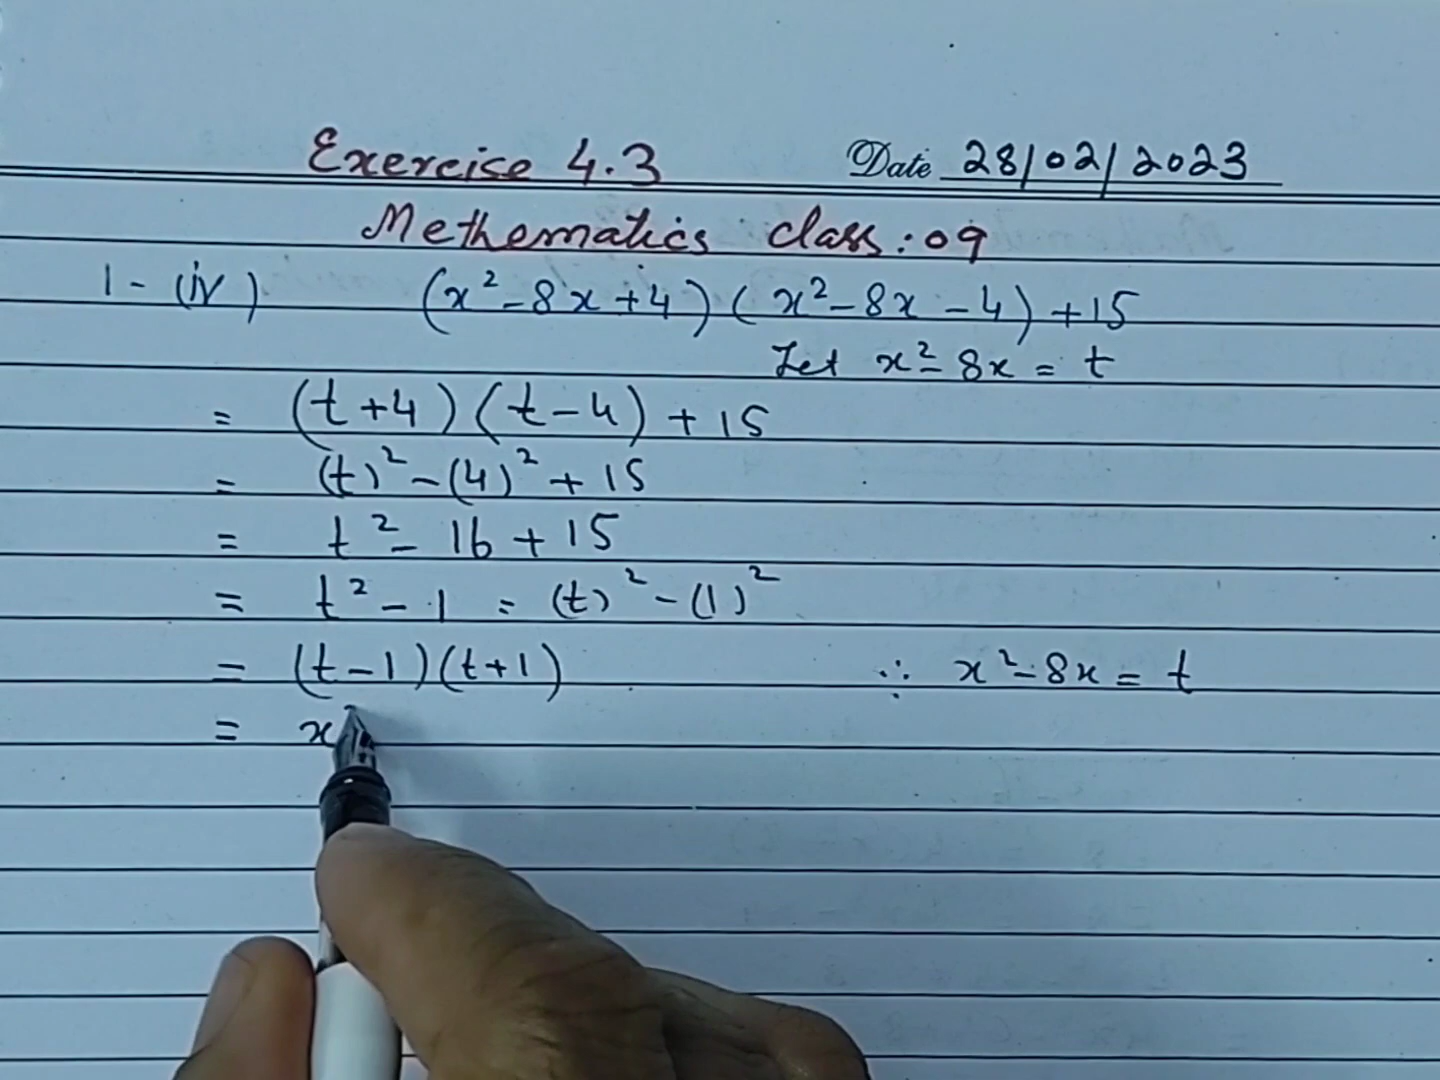 Exercise 4.3 Date 28/02/2023
Methematics class: 09
1 - (iv) (x² - 8x + 4) (x² - 8x - 4) + 15
Let x² - 8x = t
= (t + 4) (t - 4) + 15
= (t)² - (4)² + 15
= t² - 16 + 15
= t² - 1 = (t)² - (1)²
= (t - 1) (t + 1) ∵ x² - 8x = t
= x²